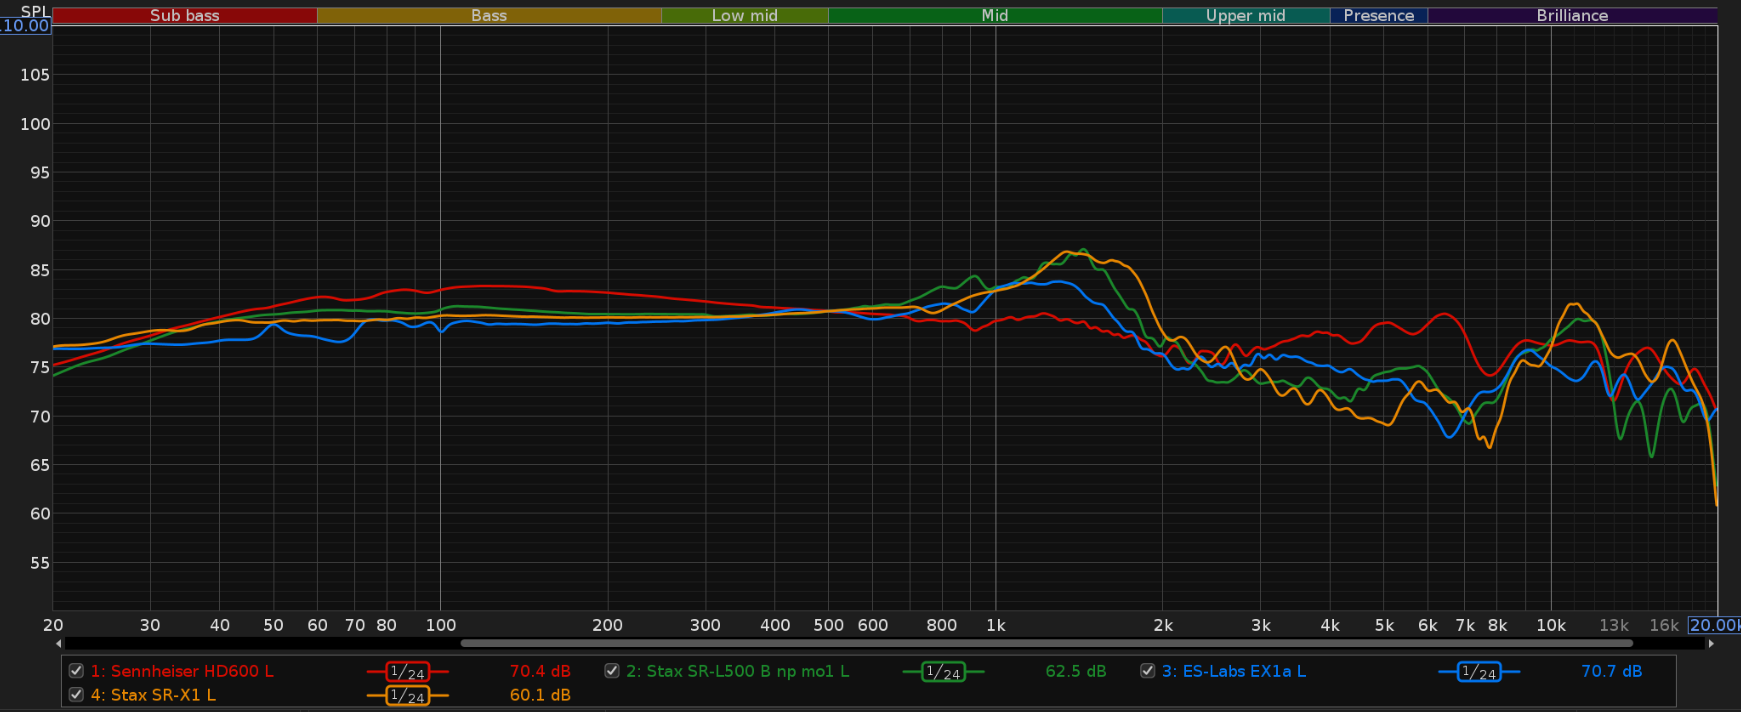 SPL
Sub bass Bass Low mid Mid Upper mid Presence Brilliance
10.00
105
100
95
90
85
80
75
70
65
60
55
20 30 40 50 60 70 80 100 200 300 400 500 600 800 1k 2k 3k 4k 5k 6k 7k 8k 10k 13k 16k 20.00k
1: Sennheiser HD600 L 1/24 70.4 dB 2: Stax SR-L500 B np mo1 L 1/24 62.5 dB 3: ES-Labs EX1a L 1/24 70.7 dB
4: Stax SR-X1 L 1/24 60.1 dB